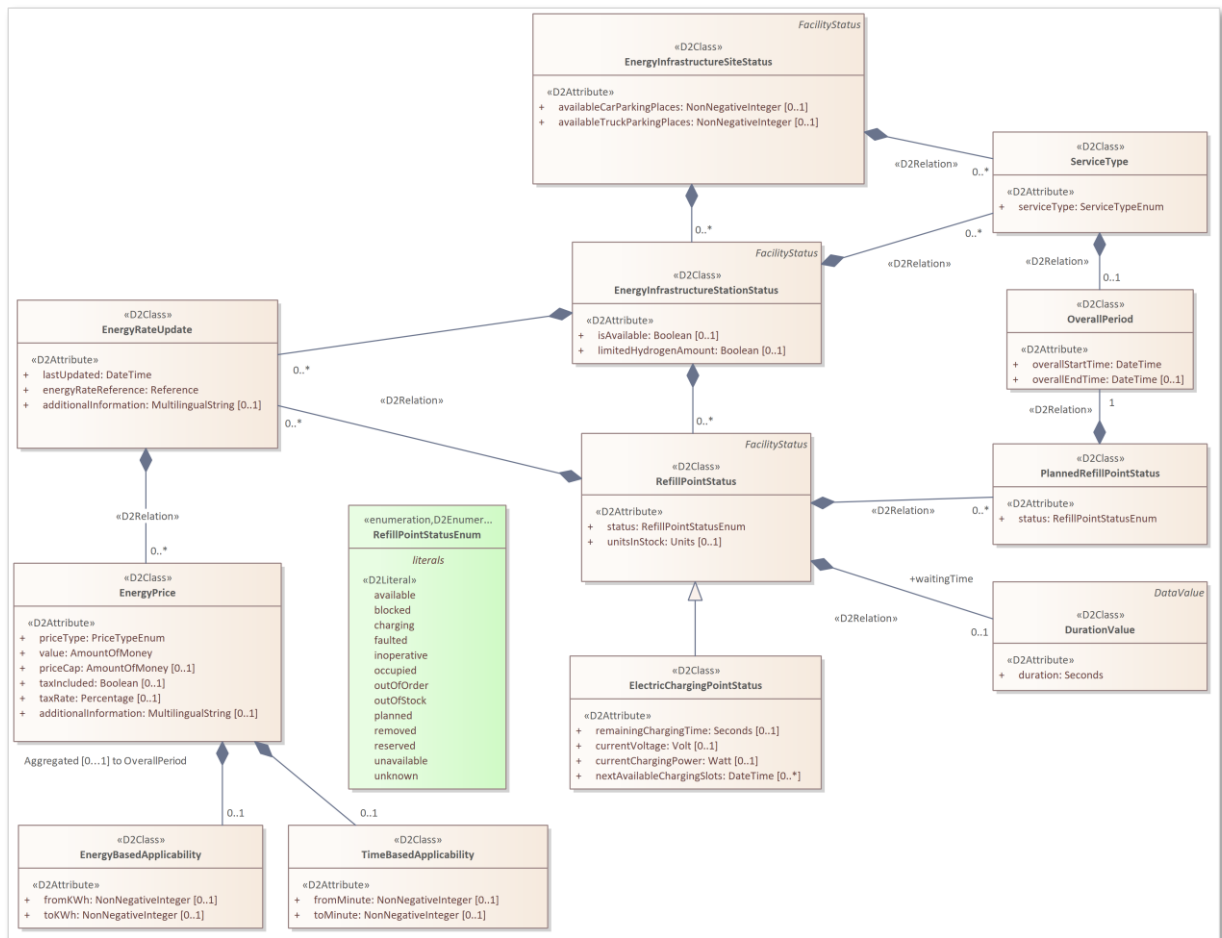 FacilityStatus
«D2Class»
EnergyInfrastructureSiteStatus
«D2Attribute»
+ availableCarParkingPlaces: NonNegativeInteger [0..1]
+ availableTruckParkingPlaces: NonNegativeInteger [0..1]
«D2Relation»
0..*
«D2Class»
ServiceType
«D2Attribute»
+ serviceType: ServiceTypeEnum
0..*
0..*
«D2Relation»
FacilityStatus
«D2Class»
EnergyInfrastructureStationStatus
«D2Attribute»
+ isAvailable: Boolean [0..1]
+ limitedHydrogenAmount: Boolean [0..1]
«D2Relation»
0..1
«D2Class»
OverallPeriod
«D2Attribute»
+ overallStartTime: DateTime
+ overallEndTime: DateTime [0..1]
«D2Class»
EnergyRateUpdate
«D2Attribute»
+ lastUpdated: DateTime
+ energyRateReference: Reference
+ additionalInformation: MultilingualString [0..1]
0..*
«D2Relation»
0..*
0..*
1
«D2Relation»
FacilityStatus
«D2Class»
RefillPointStatus
«D2Attribute»
+ status: RefillPointStatusEnum
+ unitsInStock: Units [0..1]
«D2Relation»
0..*
«D2Class»
PlannedRefillPointStatus
«D2Attribute»
+ status: RefillPointStatusEnum
«D2Relation»
0..*
«enumeration,D2Enumer...
RefillPointStatusEnum
literals
«D2Literal»
available
blocked
charging
faulted
inoperative
occupied
outOfOrder
outOfStock
planned
removed
reserved
unavailable
unknown
+waitingTime
«D2Relation»
0..1
DataValue
«D2Class»
DurationValue
«D2Attribute»
+ duration: Seconds
«D2Class»
EnergyPrice
«D2Attribute»
+ priceType: PriceTypeEnum
+ value: AmountOfMoney
+ priceCap: AmountOfMoney [0..1]
+ taxIncluded: Boolean [0..1]
+ taxRate: Percentage [0..1]
+ additionalInformation: MultilingualString [0..1]
«D2Class»
ElectricChargingPointStatus
«D2Attribute»
+ remainingChargingTime: Seconds [0..1]
+ currentVoltage: Volt [0..1]
+ currentChargingPower: Watt [0..1]
+ nextAvailableChargingSlots: DateTime [0..*]
Aggregated [0...1] to OverallPeriod
0..1
0..1
«D2Class»
EnergyBasedApplicability
«D2Attribute»
+ fromKWh: NonNegativeInteger [0..1]
+ toKWh: NonNegativeInteger [0..1]
«D2Class»
TimeBasedApplicability
«D2Attribute»
+ fromMinute: NonNegativeInteger [0..1]
+ toMinute: NonNegativeInteger [0..1]